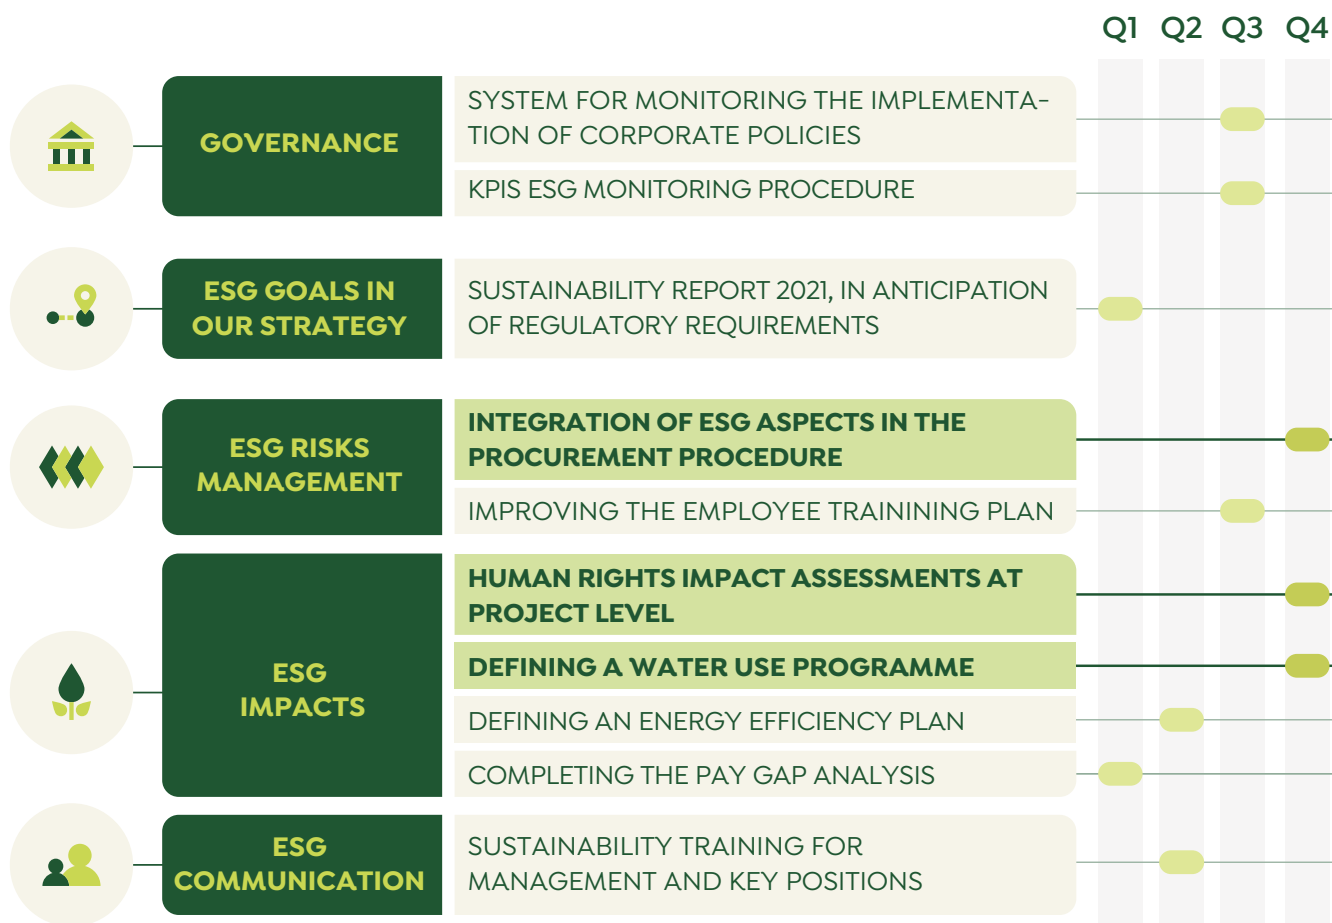 Q1 Q2 Q3 Q4
GOVERNANCE
SYSTEM FOR MONITORING THE IMPLEMENTA-
TION OF CORPORATE POLICIES
KPIS ESG MONITORING PROCEDURE
ESG GOALS IN
OUR STRATEGY
SUSTAINABILITY REPORT 2021, IN ANTICIPATION
OF REGULATORY REQUIREMENTS
ESG RISKS
MANAGEMENT
INTEGRATION OF ESG ASPECTS IN THE
PROCUREMENT PROCEDURE
IMPROVING THE EMPLOYEE TRAINING PLAN
ESG
IMPACTS
HUMAN RIGHTS IMPACT ASSESSMENTS AT
PROJECT LEVEL
DEFINING A WATER USE PROGRAMME
DEFINING AN ENERGY EFFICIENCY PLAN
COMPLETING THE PAY GAP ANALYSIS
ESG
COMMUNICATION
SUSTAINABILITY TRAINING FOR
MANAGEMENT AND KEY POSITIONS